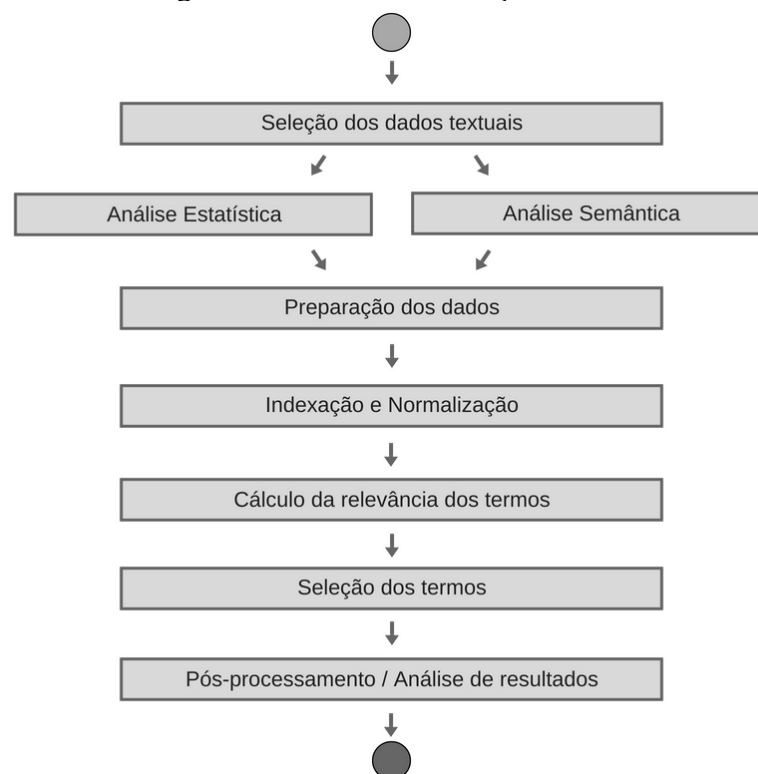 Seleção dos dados textuais
Análise Estatística
Análise Semântica
Preparação dos dados
Indexação e Normalização
Cálculo da relevância dos termos
Seleção dos termos
Pós-processamento / Análise de resultados